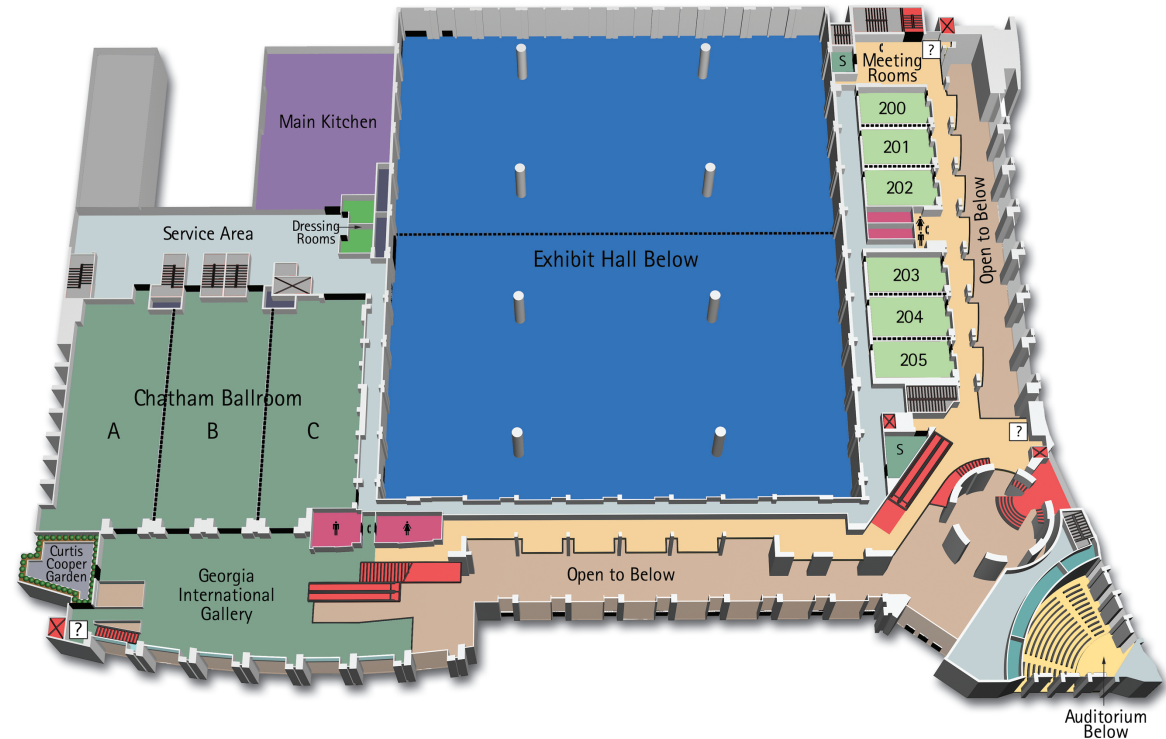 C
?
Meeting
Rooms
S
200
Main Kitchen
201
202
Dressing
Rooms
Service Area
C
Open to Below
Exhibit Hall Below
203
204
205
Chatham Ballroom
A
B
C
?
S
C
Curtis
Cooper
Garden
Georgia
International
Gallery
Open to Below
?
Auditorium
Below